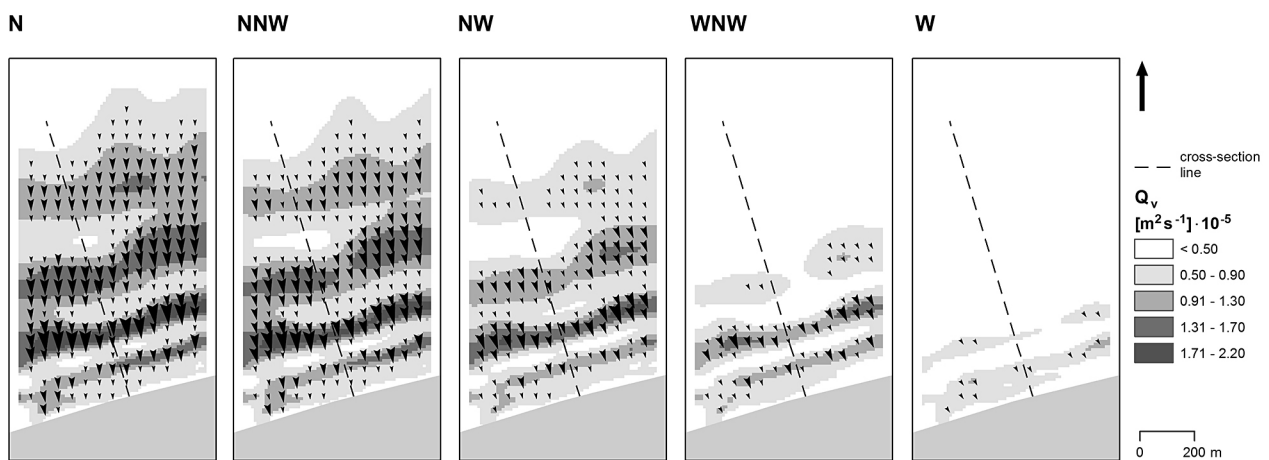 N
NNW
NW
WNW
W
cross-section
line
Qv
[m²s⁻¹] · 10⁻⁵
< 0.50
0.50 - 0.90
0.91 - 1.30
1.31 - 1.70
1.71 - 2.20
0 200 m